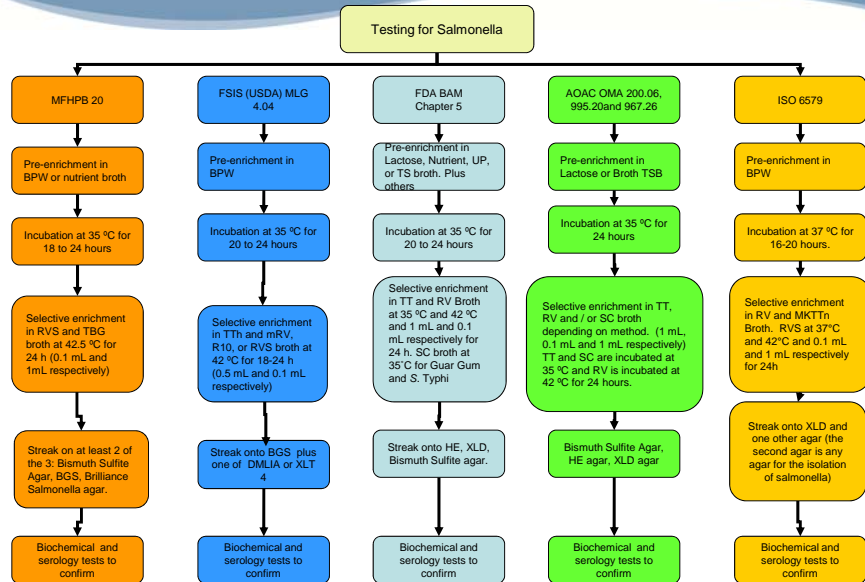 Testing for Salmonella
MFHPB 20
Pre-enrichment in
BPW or nutrient broth
Incubation at 35 ºC for
18 to 24 hours
Selective enrichment
in RVS and TBG
broth at 42.5 ºC for
24 h (0.1 mL and
1mL respectively)
Streak on at least 2 of
the 3: Bismuth Sulfite
Agar, BGS, Brilliance
Salmonella agar.
Biochemical and
serology tests to
confirm
FSIS (USDA) MLG
4.04
Pre-enrichment in
BPW
Incubation at 35 ºC for
20 to 24 hours
Selective enrichment
in TTh and mRV,
R10, or RVS broth at
42 ºC for 18-24 h
(0.5 mL and 0.1 mL
respectively)
Streak onto BGS plus
one of DMLIA or XLT
4
Biochemical and
serology tests to
confirm
FDA BAM
Chapter 5
Pre-enrichment in
Lactose, Nutrient, UP,
or TS broth. Plus
others
Incubation at 35 ºC for
20 to 24 hours
Selective enrichment
in TT and RV Broth
at 35 ºC and 42 ºC
and 1 mL and 0.1
mL respectively for
24 h. SC broth at
35˚C for Guar Gum
and S. Typhi
Streak onto HE, XLD,
Bismuth Sulfite agar.
Biochemical and
serology tests to
confirm
AOAC OMA 200.06,
995.20and 967.26
Pre-enrichment in
Lactose or Broth TSB
Incubation at 35 ºC for
24 hours
Selective enrichment in TT,
RV and / or SC broth
depending on method. (1 mL,
0.1 mL and 1 mL respectively)
TT and SC are incubated at
35 ºC and RV is incubated at
42 ºC for 24 hours.
Bismuth Sulfite Agar,
HE agar, XLD agar
Biochemical and
serology tests to
confirm
ISO 6579
Pre-enrichment in
BPW
Incubation at 37 ºC for
16-20 hours.
Selective enrichment
in RV and MKTTn
Broth. RVS at 37°C
and 42°C and 0.1 mL
and 1 mL respectively
for 24h
Streak onto XLD and
one other agar (the
second agar is any
agar for the isolation
of salmonella)
Biochemical and
serology tests to
confirm